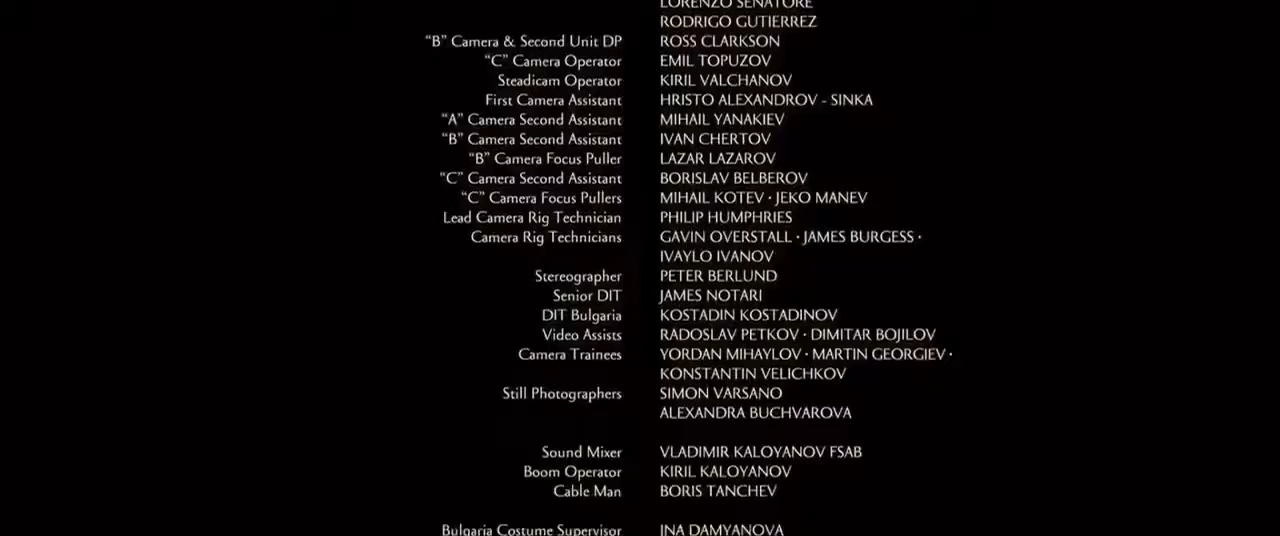 LORENZO SENATORE
RODRIGO GUTIERREZ
“B” Camera & Second Unit DP ROSS CLARKSON
“C” Camera Operator EMIL TOPUZOV
Steadicam Operator KIRIL VALCHANOV
First Camera Assistant HRISTO ALEXANDROV - SINKA
“A” Camera Second Assistant MIHAIL YANAKIEV
“B” Camera Second Assistant IVAN CHERTOV
“B” Camera Focus Puller LAZAR LAZAROV
“C” Camera Second Assistant BORISLAV BELBEROV
“C” Camera Focus Pullers MIHAIL KOTEV · JEKO MANEV
Lead Camera Rig Technician PHILIP HUMPHRIES
Camera Rig Technicians GAVIN OVERSTALL · JAMES BURGESS ·
IVAYLO IVANOV
Stereographer PETER BERLUND
Senior DIT JAMES NOTARI
DIT Bulgaria KOSTADIN KOSTADINOV
Video Assists RADOSLAV PETKOV · DIMITAR BOJILOV
Camera Trainees YORDAN MIHAYLOV · MARTIN GEORGIEV ·
KONSTANTIN VELICHKOV
Still Photographers SIMON VARSANO
ALEXANDRA BUCHVAROVA
Sound Mixer VLADIMIR KALOYANOV FSAB
Boom Operator KIRIL KALOYANOV
Cable Man BORIS TANCHEV
Bulgaria Costume Supervisor INA DAMYANOVA